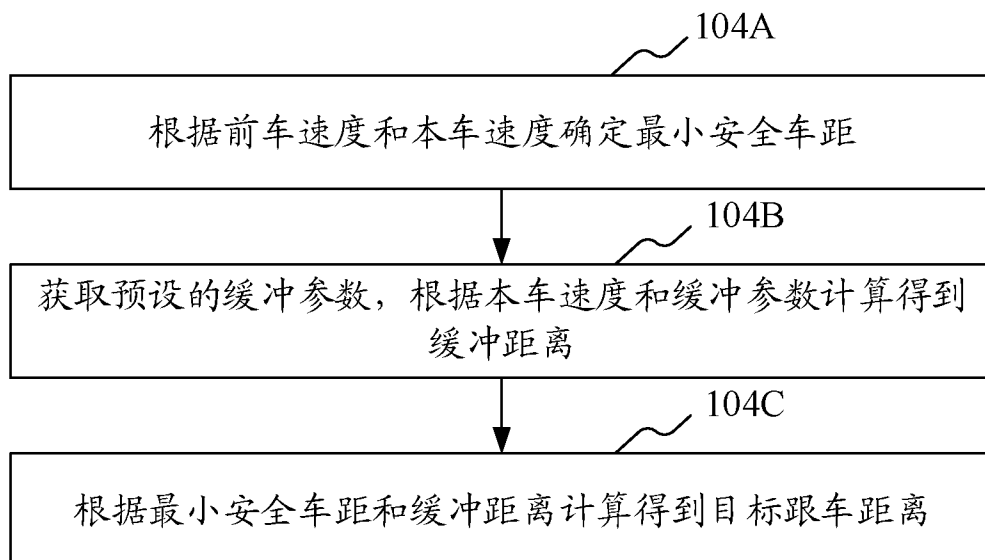 104A
根据前车速度和本车速度确定最小安全车距
104B
获取预设的缓冲参数，根据本车速度和缓冲参数计算得到
缓冲距离
104C
根据最小安全车距和缓冲距离计算得到目标跟车距离